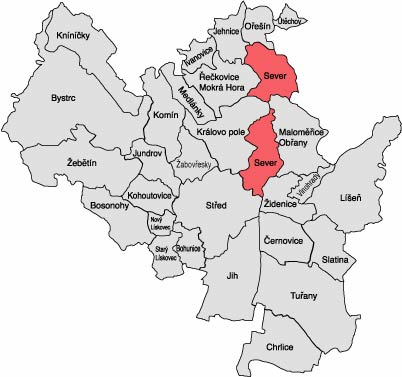 Kníničky
Jehnice
Ořešín
Útěchov
Ivanovice
Řečkovice
Mokrá Hora
Sever
Bystrc
Medlánky
Komín
Královo pole
Maloměřice
Obřany
Žebětín
Jundrov
Žabovřesky
Sever
Vinohrady
Líšeň
Kohoutovice
Bosonohy
Střed
Židenice
Nový
Lískovec
Starý
Lískovec
Bohunice
Černovice
Slatina
Jih
Tuřany
Chrlice